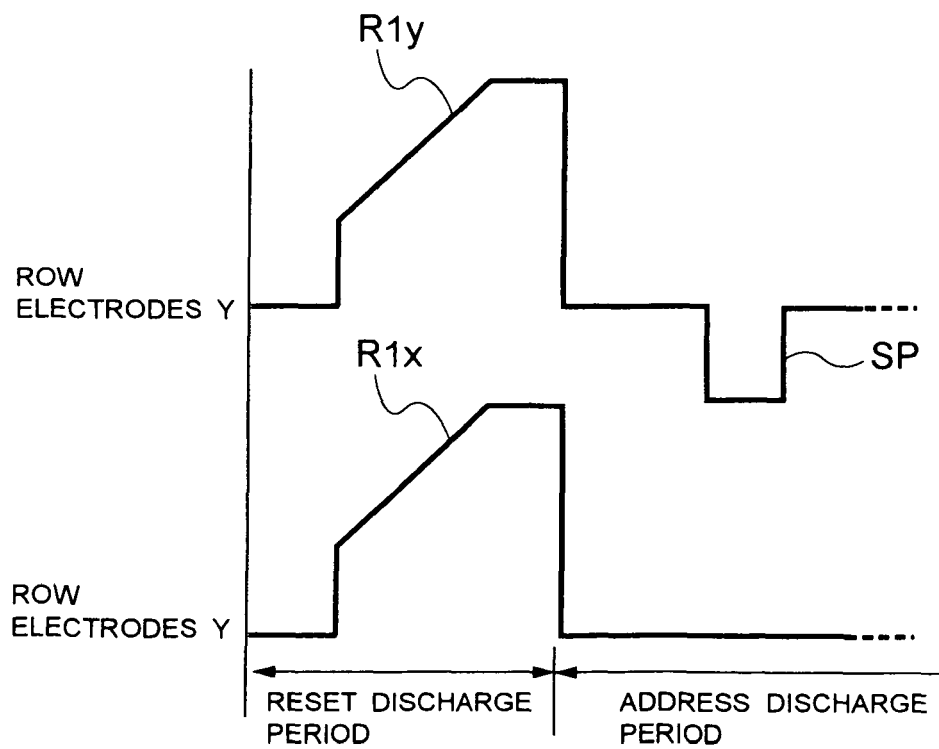 R1y
ROW
ELECTRODES Y
SP
R1x
ROW
ELECTRODES Y
RESET DISCHARGE
PERIOD
ADDRESS DISCHARGE
PERIOD